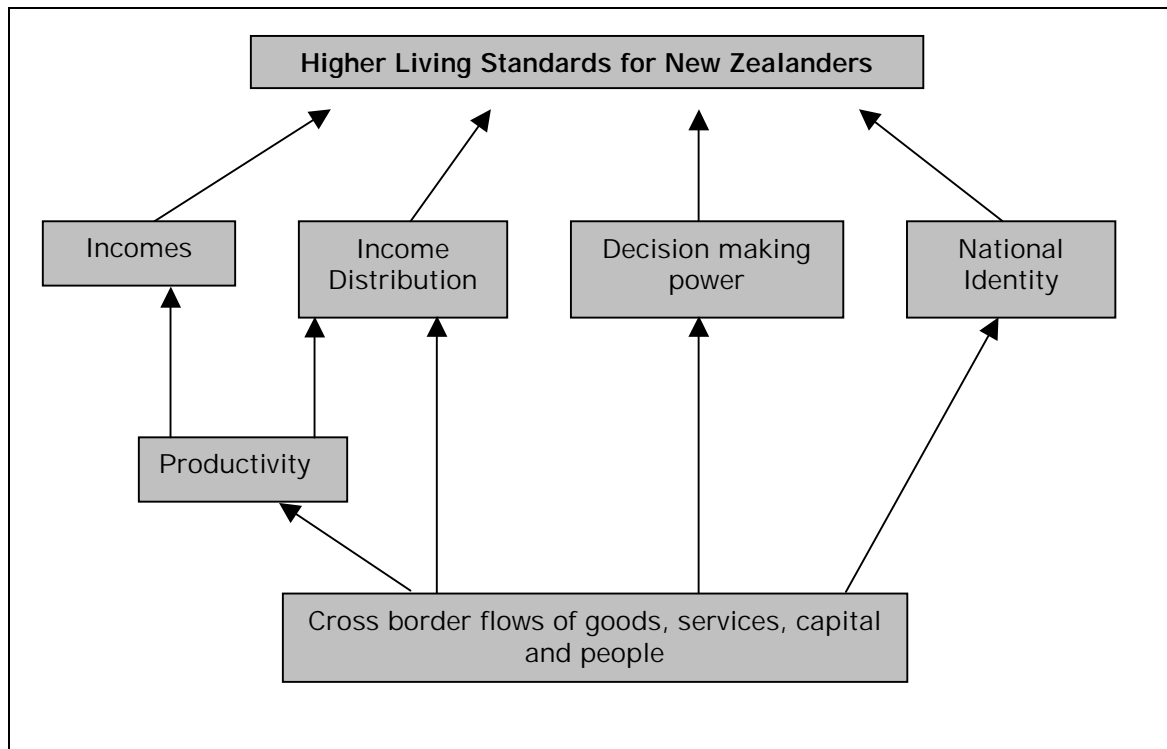 Higher Living Standards for New Zealanders
Incomes
Income
Distribution
Decision making
power
National
Identity
Productivity
Cross border flows of goods, services, capital
and people